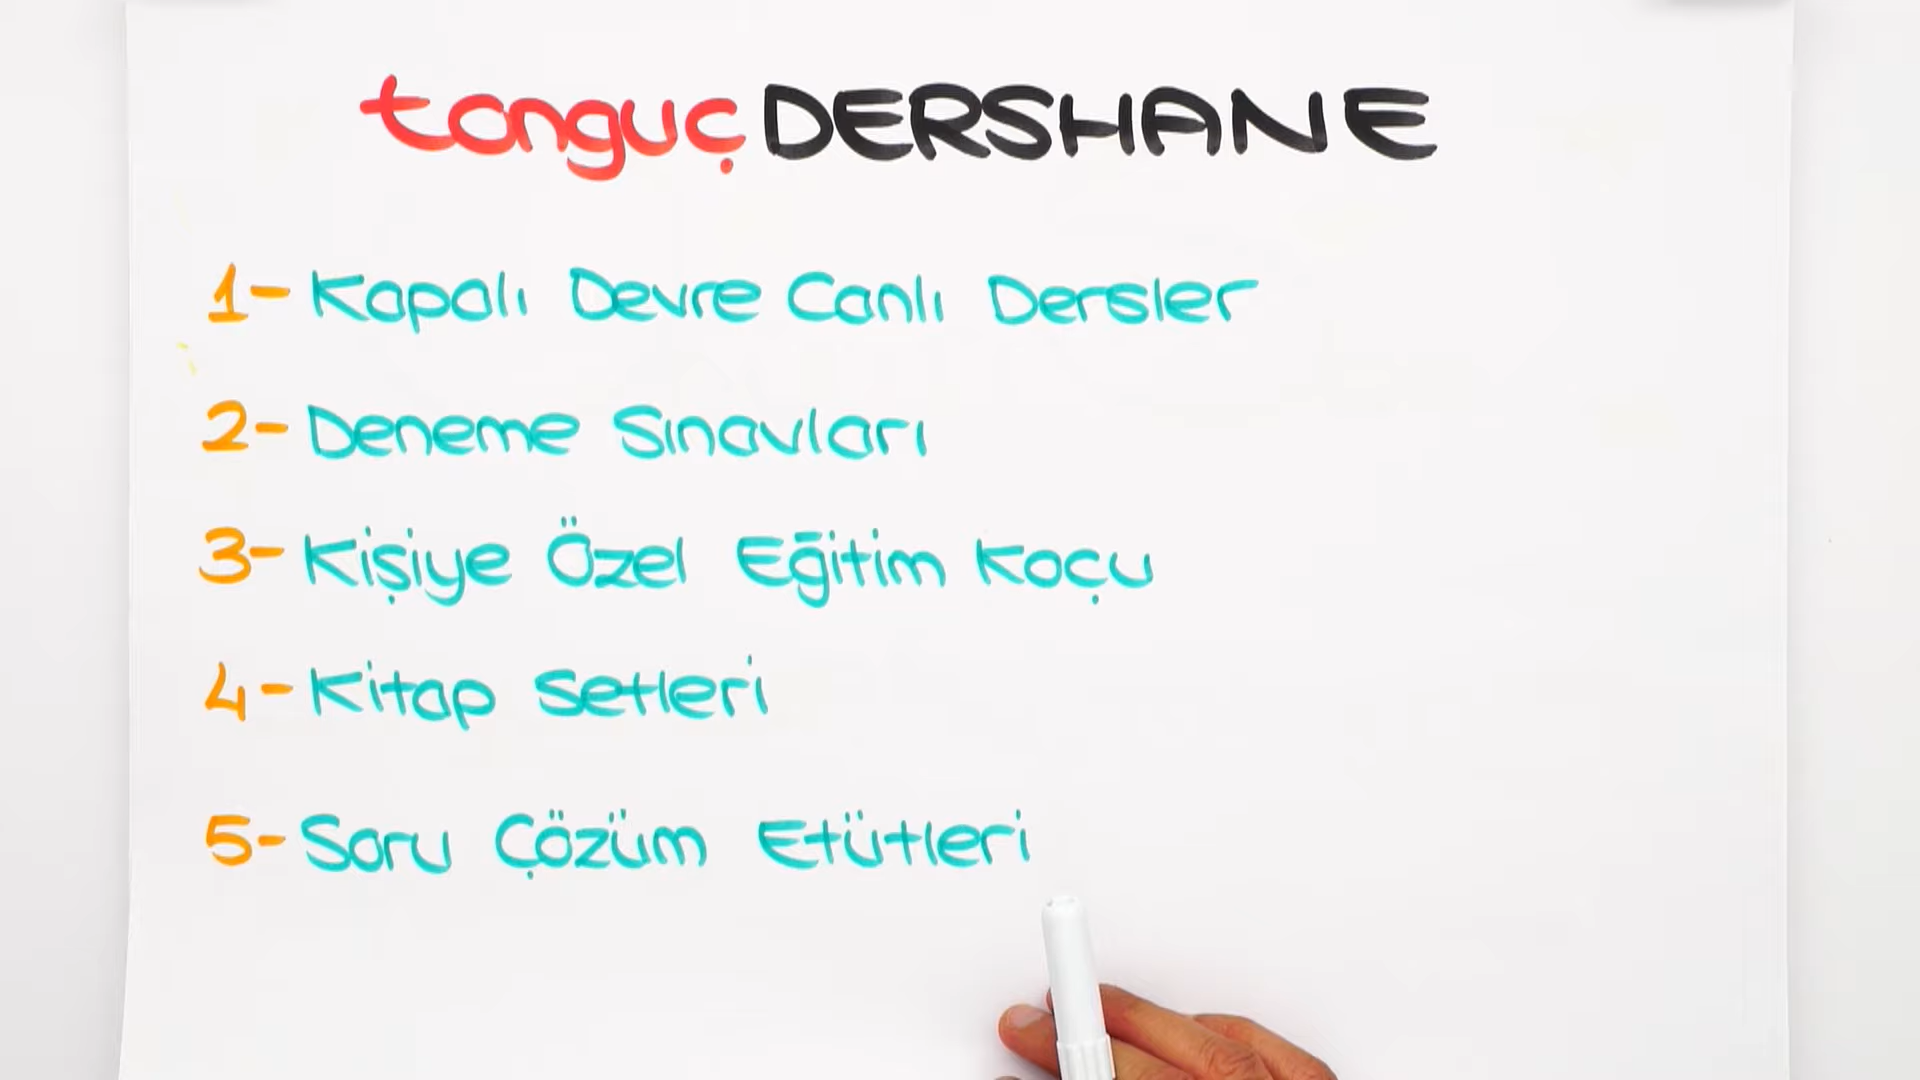 tonguç DERSHANE
1- Kapalı Devre Canlı Dersler
2- Deneme Sınavları
3- Kişiye Özel Eğitim Koçu
4- Kitap Setleri
5- Soru Çözüm Etütleri